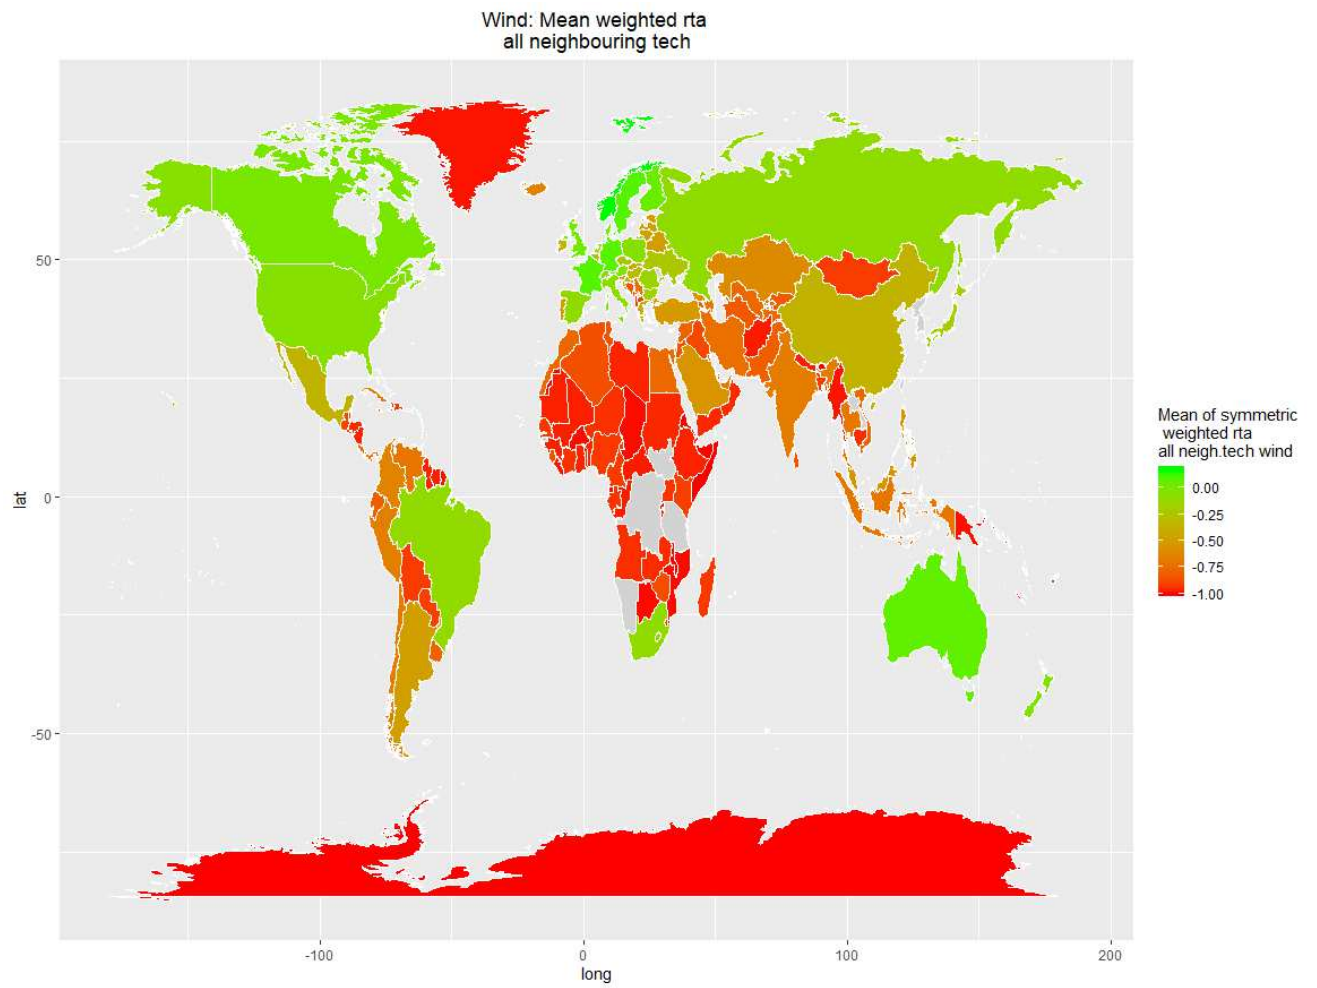 Wind: Mean weighted rta
all neighbouring tech
50
0
-50
lat
-100
0
100
200
long
Mean of symmetric
weighted rta
all neigh.tech wind
0.00
-0.25
-0.50
-0.75
-1.00